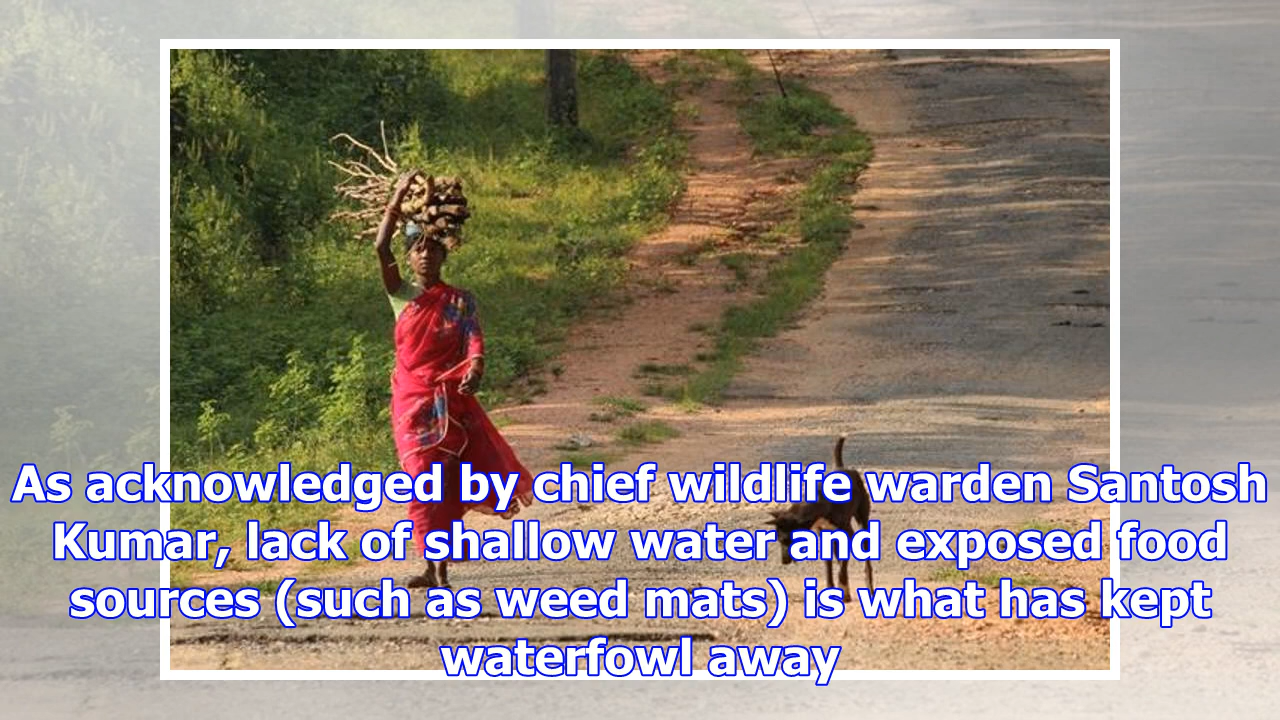 As acknowledged by chief wildlife warden Santosh
Kumar, lack of shallow water and exposed food
sources (such as weed mats) is what has kept
waterfowl away